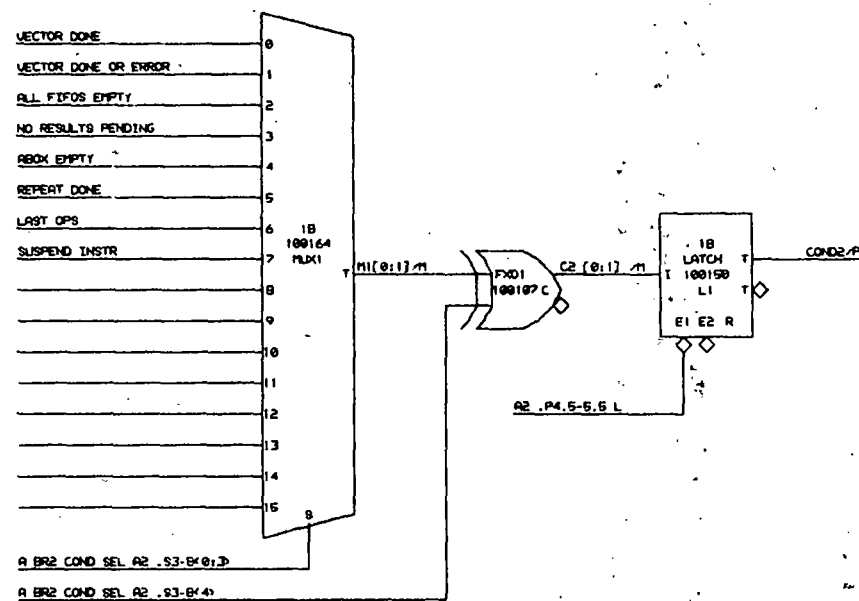 VECTOR DONE
0
VECTOR DONE OR ERROR
1
ALL FIFOS EMPTY
2
NO RESULTS PENDING
3
ABOX EMPTY
4
REPEAT DONE
5
LAST OPS
6
SUSPEND INSTR
7
8
9
10
11
12
13
14
15
1B
100164
MUX1
T
S
M1[0:1]/M
FX01
100107 C
C2 [0:1] /M
1B
LATCH
100150
L1
I
T
T
E1 E2 R
COND2/P
A2 .P4.5-5.5 L
A BR2 COND SEL A2 .S3-8<0:3>
A BR2 COND SEL A2 .S3-8<4>